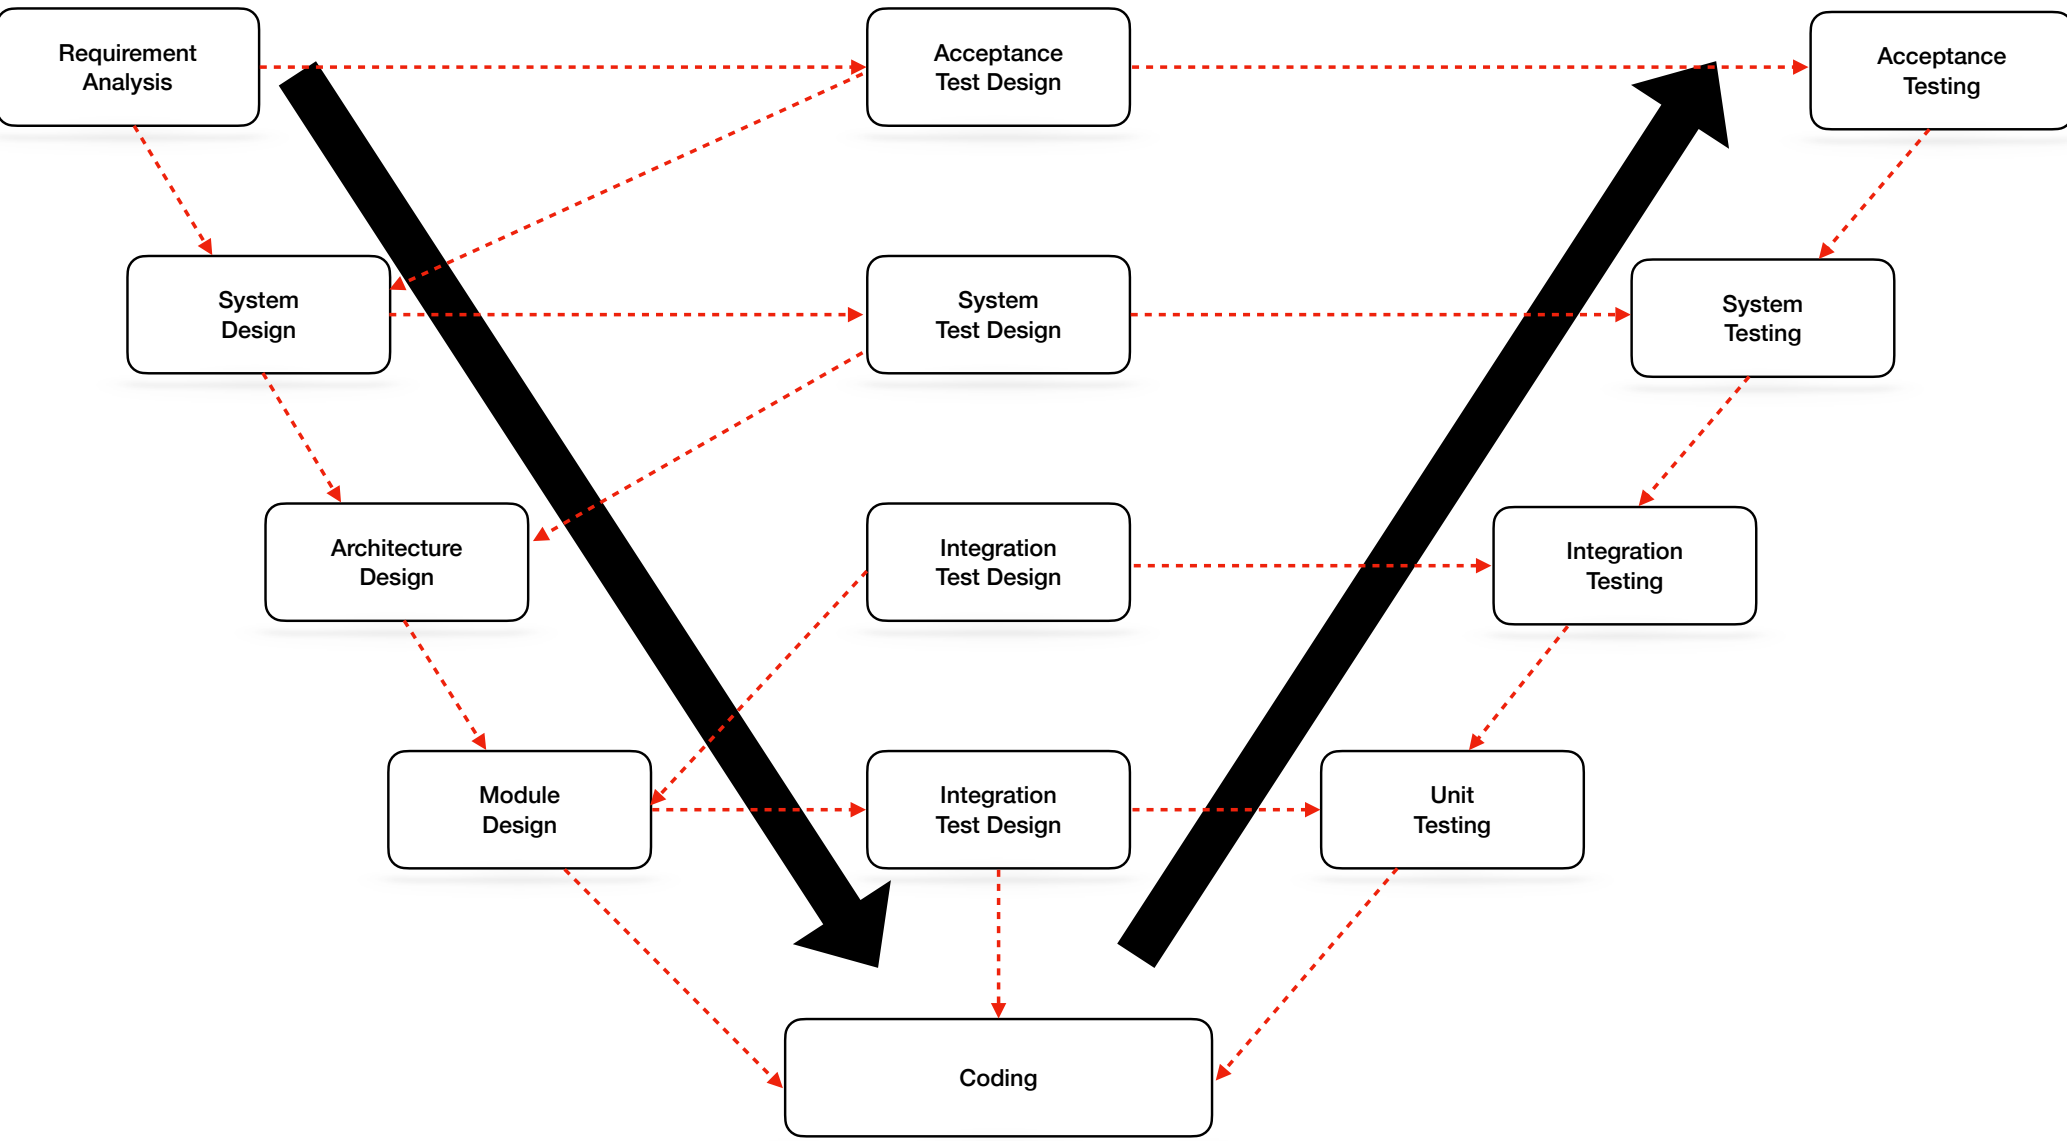 Requirement
Analysis
Acceptance
Test Design
Acceptance
Testing
System
Design
System
Test Design
System
Testing
Architecture
Design
Integration
Test Design
Integration
Testing
Module
Design
Integration
Test Design
Unit
Testing
Coding